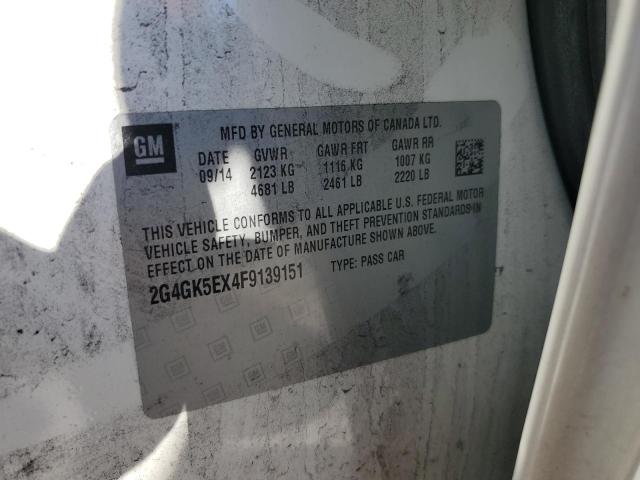 GM
MFD BY GENERAL MOTORS OF CANADA LTD.
DATE GVWR GAWR FRT GAWR RR
09/14 2123 KG 1116 KG 1007 KG
4681 LB 2461 LB 2220 LB
THIS VEHICLE CONFORMS TO ALL APPLICABLE U.S. FEDERAL MOTOR
VEHICLE SAFETY, BUMPER, AND THEFT PREVENTION STANDARDS IN
EFFECT ON THE DATE OF MANUFACTURE SHOWN ABOVE.
2G4GK5EX4F9139151 TYPE: PASS CAR